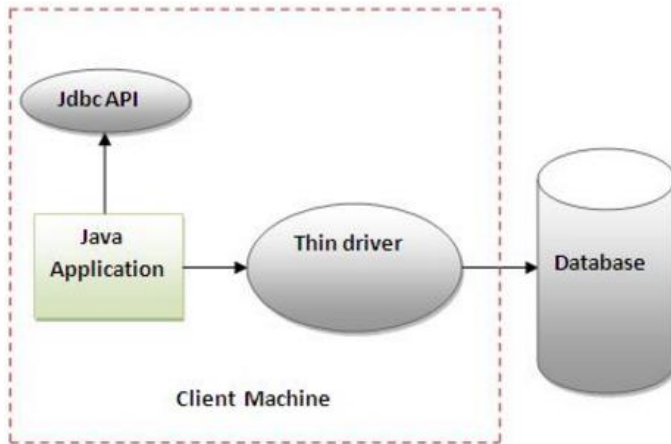 Jdbc API
Java
Application
Thin driver
Database
Client Machine